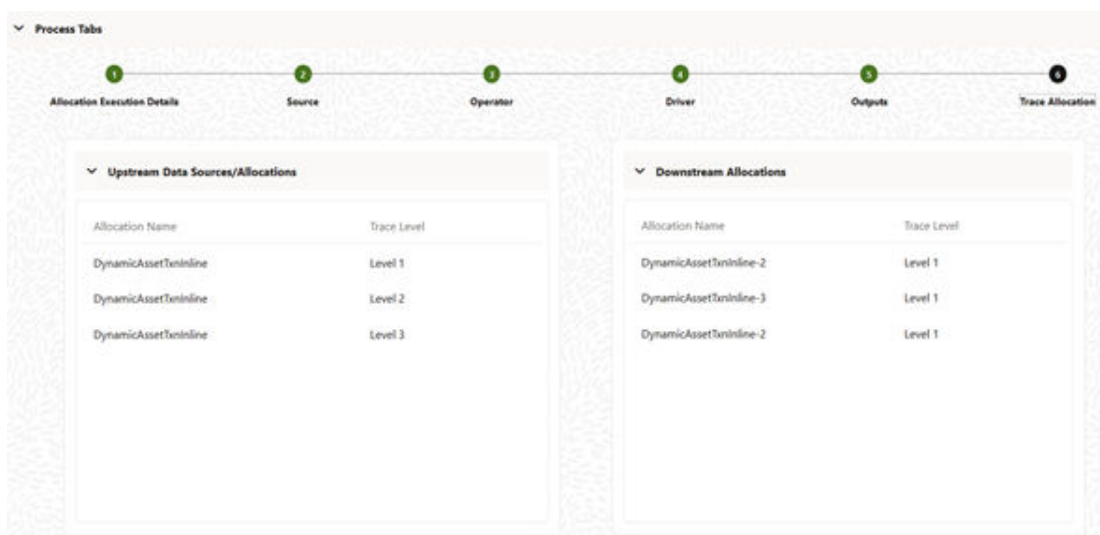 Process Tabs
1 2 3 4 5 6
Allocation Execution Details Source Operator Driver Outputs Trace Allocation
Upstream Data Sources/Allocations
Allocation Name Trace Level
DynamicAssetTxnInline Level 1
DynamicAssetTxnInline Level 2
DynamicAssetTxnInline Level 3
Downstream Allocations
Allocation Name Trace Level
DynamicAssetTxnInline-2 Level 1
DynamicAssetTxnInline-3 Level 1
DynamicAssetTxnInline-2 Level 1